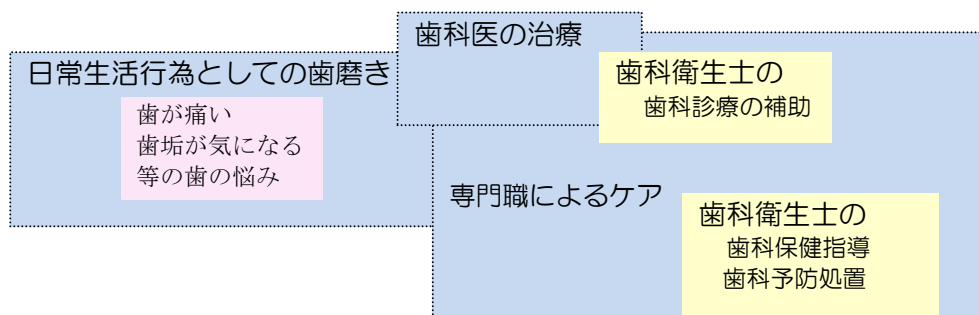 歯科医の治療
日常生活行為としての歯磨き
歯が痛い
歯垢が気になる
等の歯の悩み
歯科衛生士の
歯科診療の補助
専門職によるケア
歯科衛生士の
歯科保健指導
歯科予防処置